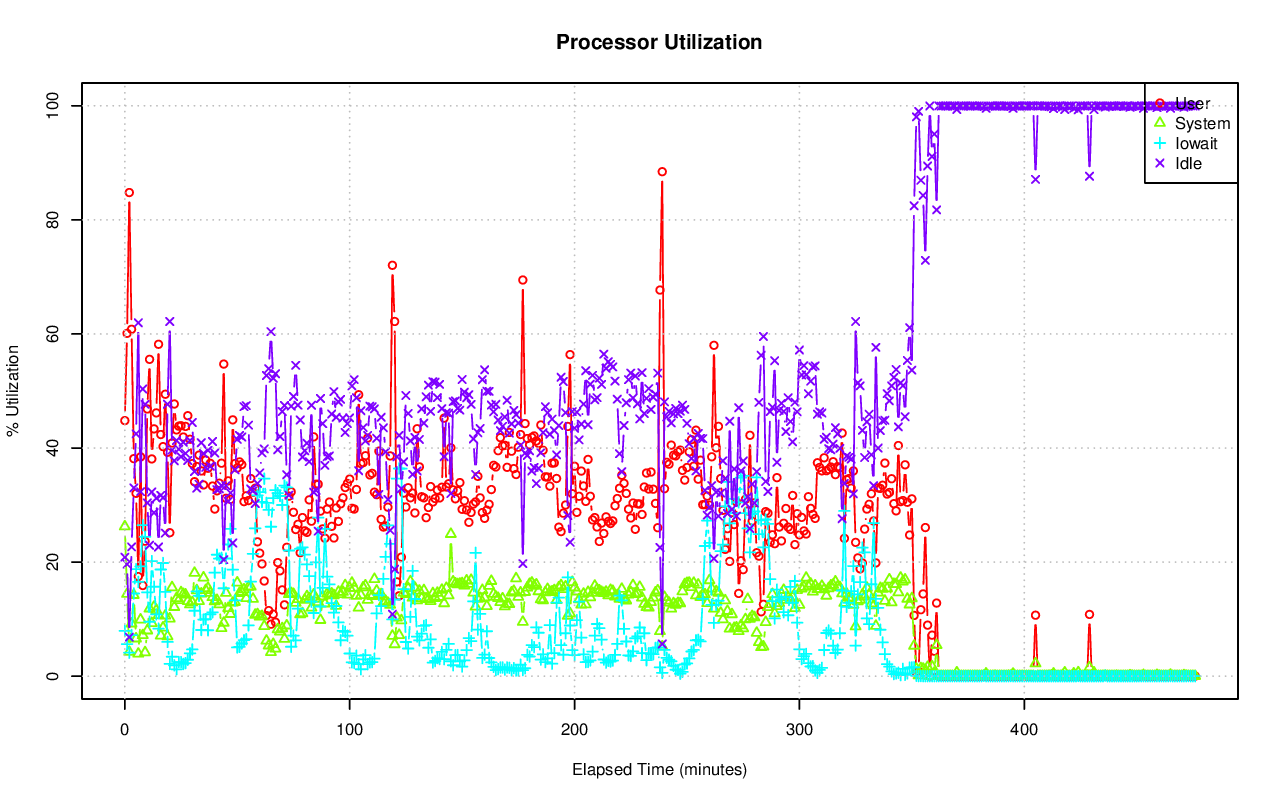 Processor Utilization
% Utilization
100
80
60
40
20
0
User
System
Iowait
Idle
0 100 200 300 400
Elapsed Time (minutes)